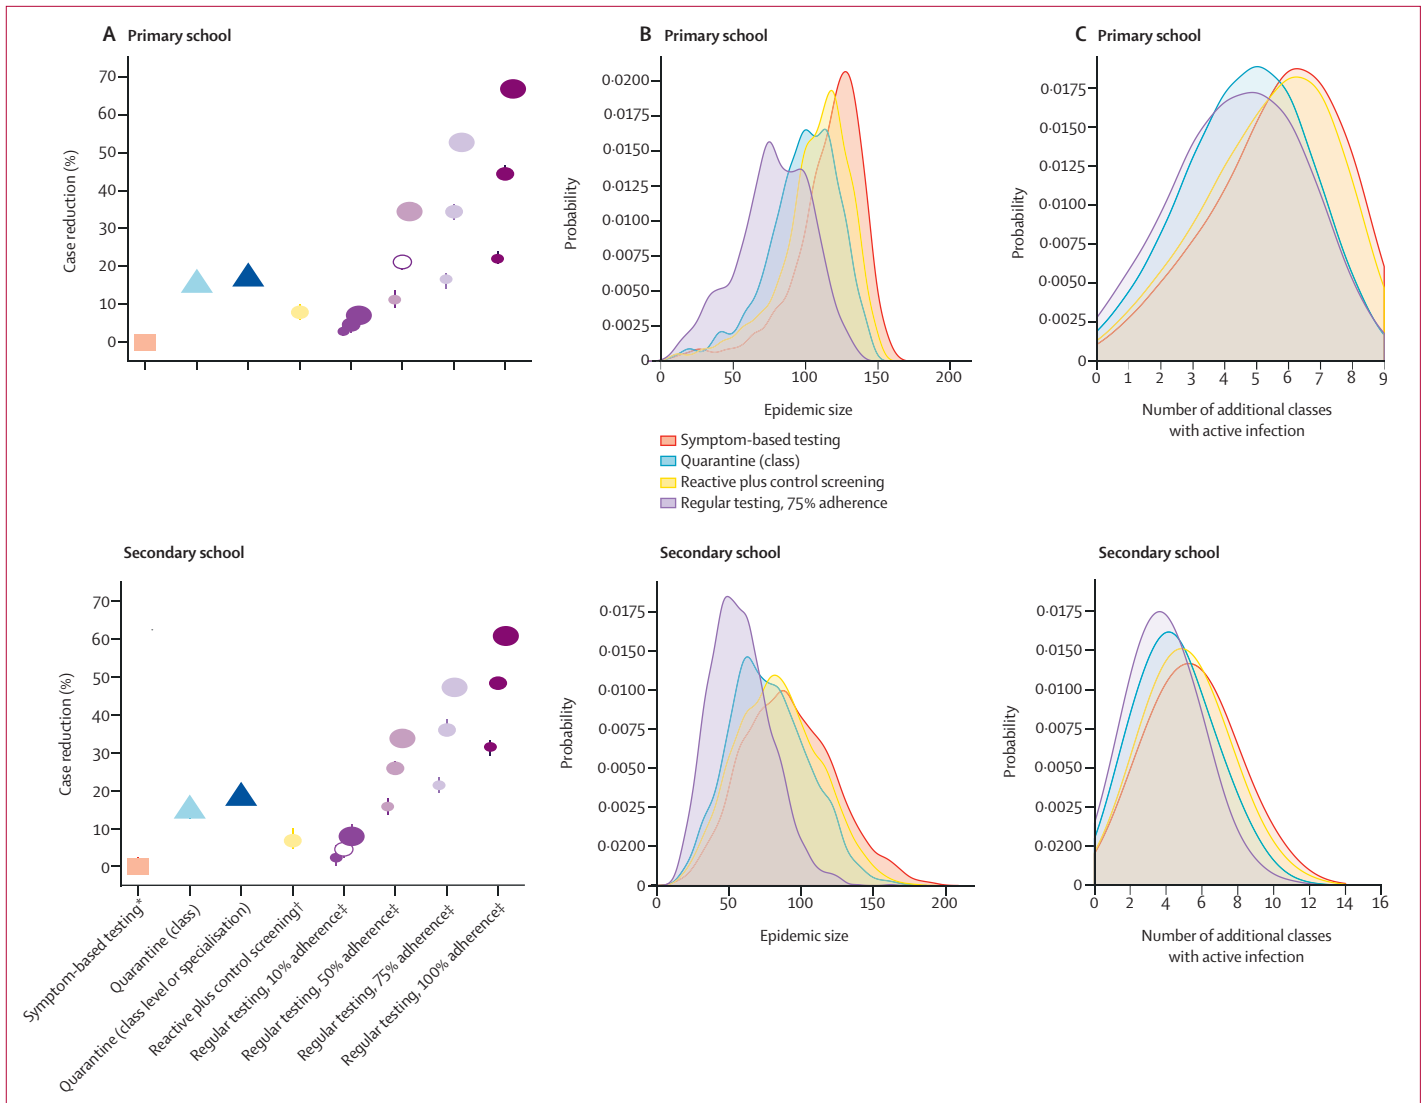 A Primary school
Case reduction (%)
70
60
50
40
30
20
10
0
B Primary school
Probability
0·0200
0·0175
0·0150
0·0125
0·0100
0·0075
0·0050
0·0025
0
0 50 100 150 200
Epidemic size
Symptom-based testing
Quarantine (class)
Reactive plus control screening
Regular testing, 75% adherence
C Primary school
Probability
0·0175
0·0150
0·0125
0·0100
0·0075
0·0050
0·0025
0
0 1 2 3 4 5 6 7 8 9
Number of additional classes
with active infection
Secondary school
Case reduction (%)
70
60
50
40
30
20
10
0
Symptom-based testing*
Quarantine (class)
Quarantine (class level or specialisation)
Reactive plus control screening†
Regular testing, 10% adherence‡
Regular testing, 50% adherence‡
Regular testing, 75% adherence‡
Regular testing, 100% adherence‡
Secondary school
Probability
0·0175
0·0150
0·0100
0·0075
0·0050
0·0025
0·0200
0
0 50 100 150 200
Epidemic size
Secondary school
Probability
0·0175
0·0150
0·0100
0·0075
0·0050
0·0025
0·0200
0
0 2 4 6 8 10 12 14 16
Number of additional classes
with active infection